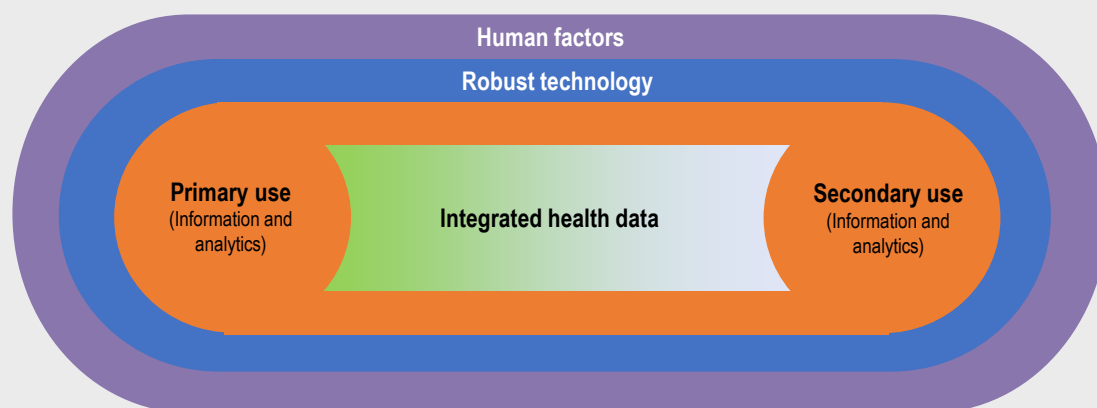 Human factors
Robust technology
Primary use
(Information and
analytics)
Integrated health data
Secondary use
(Information and
analytics)